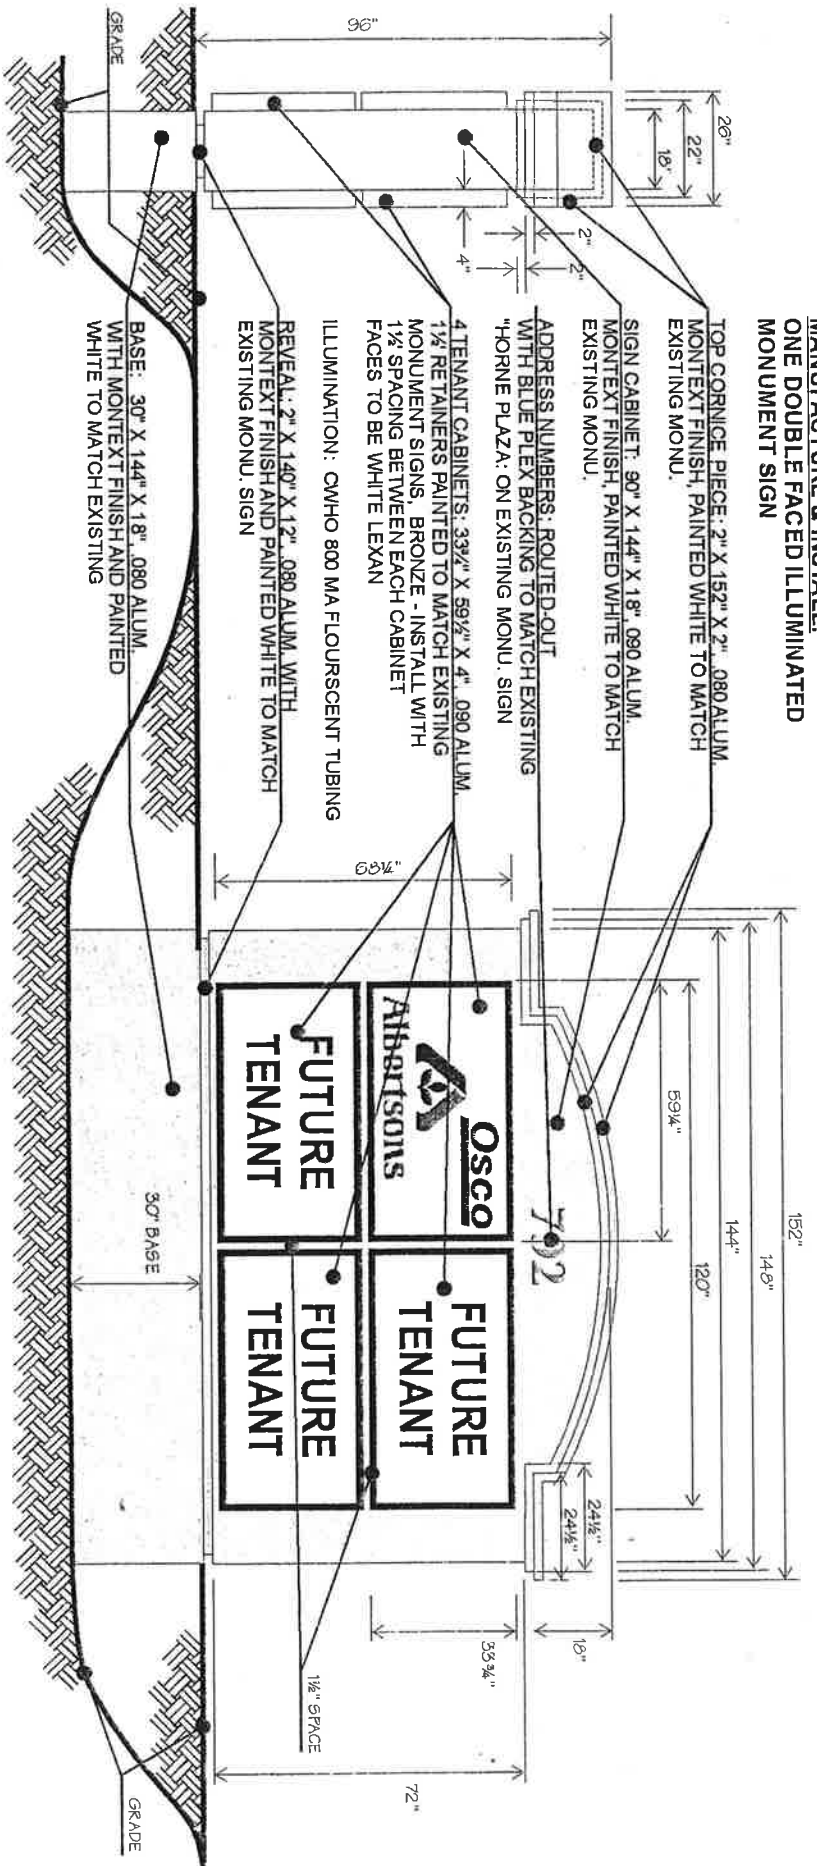 ONE DOUBLE FACED ILLUMINATED
MONUMENT SIGN
TOP CORNICE PIECE: 2" X 152" X 2", .080 ALUM.
MONTEXT FINISH, PAINTED WHITE TO MATCH
EXISTING MONU.
SIGN CABINET: 90" X 144" X 18", .090 ALUM.
MONTEXT FINISH, PAINTED WHITE TO MATCH
EXISTING MONU.
ADDRESS NUMBERS: ROUTED-OUT
WITH BLUE PLEX BACKING TO MATCH EXISTING
"HORNE PLAZA: ON EXISTING MONU. SIGN
4 TENANT CABINETS: 33¾" X 59½" X 4", .090 ALUM.
1½" RETAINERS PAINTED TO MATCH EXISTING
MONUMENT SIGNS, BRONZE - INSTALL WITH
1½" SPACING BETWEEN EACH CABINET
FACES TO BE WHITE LEXAN
ILLUMINATION: CWHO 800 MA FLOURSCENT TUBING
REVEAL: 2" X 140" X 12", .080 ALUM. WITH
MONTEXT FINISH AND PAINTED WHITE TO MATCH
EXISTING MONU. SIGN
BASE: 30" X 144" X 18", .080 ALUM.
WITH MONTEXT FINISH AND PAINTED
WHITE TO MATCH EXISTING
26"
22"
18"
96"
2"
2"
4"
GRADE
152"
148"
144"
120"
59¼"
24½"
24½"
18"
68¼"
33¾"
72"
1½" SPACE
30" BASE
GRADE
732
Osco
Albertsons
FUTURE
TENANT
FUTURE
TENANT
FUTURE
TENANT